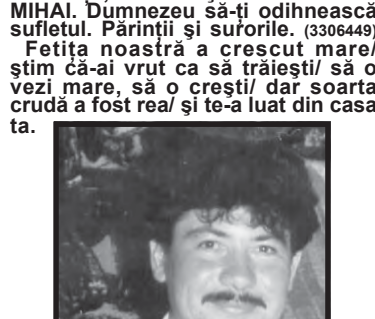 MIHAI. Dumnezeu să-ţi odihnească
sufletul. Părinţii şi surorile. (3306449)
Fetiţa noastră a crescut mare/
ştim că-ai vrut ca să trăieşti/ să o
vezi mare, să o creşti/ dar soarta
crudă a fost rea/ şi te-a luat din casa
ta.